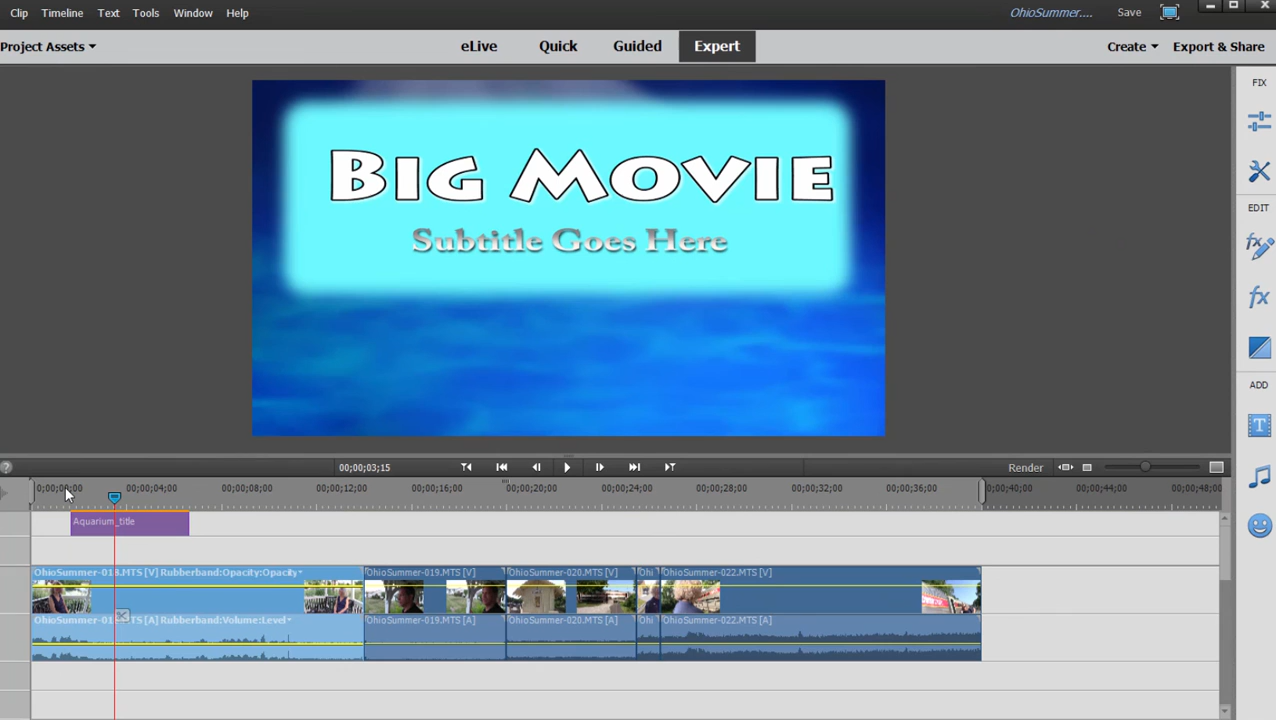 Clip Timeline Text Tools Window Help OhioSummer.... Save
Project Assets eLive Quick Guided Expert Create Export & Share
FIX
EDIT
fx
ADD
T
BIG MOVIE
Subtitle Goes Here
? 00;00;03;15 Render
0;00;00;00 00;00;04;00 00;00;08;00 00;00;12;00 00;00;16;00 00;00;20;00 00;00;24;00 00;00;28;00 00;00;32;00 00;00;36;00 00;00;40;00 00;00;44;00 00;00;48;00
Aquarium_title
OhioSummer-018.MTS [V] Rubberband:Opacity:Opacity OhioSummer-019.MTS [V] OhioSummer-020.MTS [V] Ohi OhioSummer-022.MTS [V]
OhioSummer-018.MTS [A] Rubberband:Volume:Level OhioSummer-019.MTS [A] OhioSummer-020.MTS [A] Ohi OhioSummer-022.MTS [A]